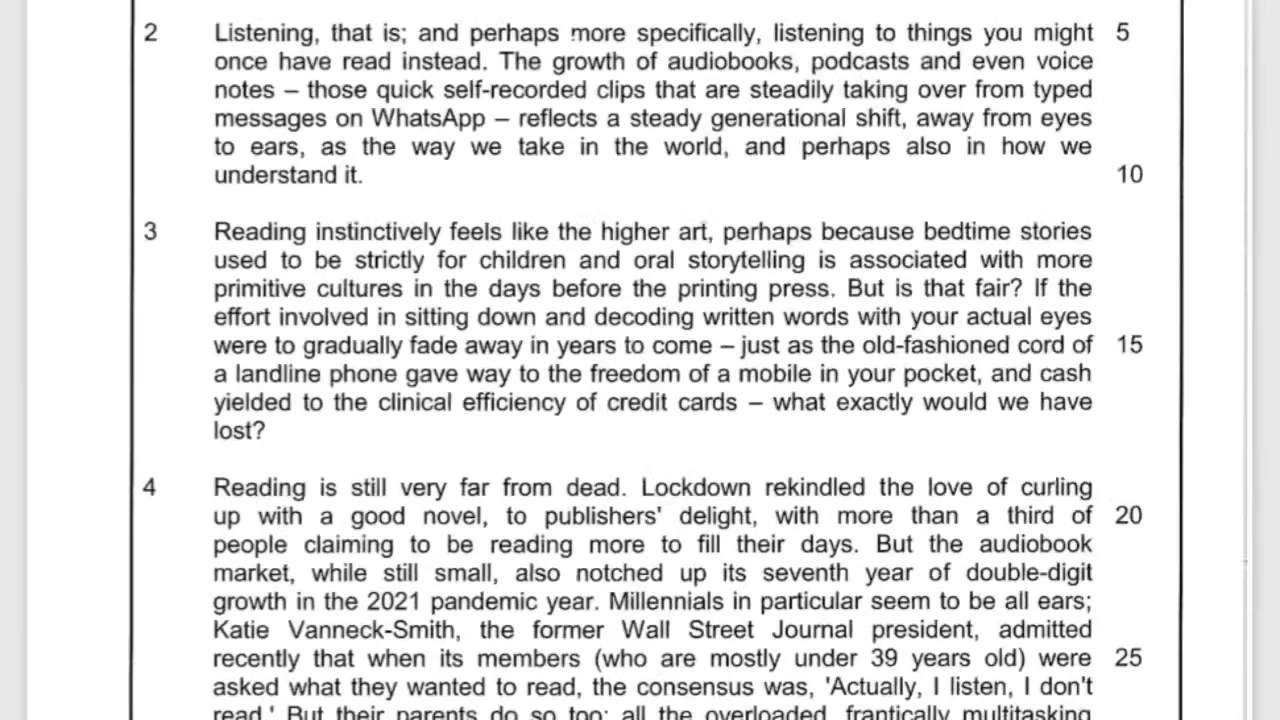 2 Listening, that is; and perhaps more specifically, listening to things you might 5
once have read instead. The growth of audiobooks, podcasts and even voice
notes – those quick self-recorded clips that are steadily taking over from typed
messages on WhatsApp – reflects a steady generational shift, away from eyes
to ears, as the way we take in the world, and perhaps also in how we
understand it. 10
3 Reading instinctively feels like the higher art, perhaps because bedtime stories
used to be strictly for children and oral storytelling is associated with more
primitive cultures in the days before the printing press. But is that fair? If the
effort involved in sitting down and decoding written words with your actual eyes
were to gradually fade away in years to come – just as the old-fashioned cord of 15
a landline phone gave way to the freedom of a mobile in your pocket, and cash
yielded to the clinical efficiency of credit cards – what exactly would we have
lost?
4 Reading is still very far from dead. Lockdown rekindled the love of curling
up with a good novel, to publishers' delight, with more than a third of 20
people claiming to be reading more to fill their days. But the audiobook
market, while still small, also notched up its seventh year of double-digit
growth in the 2021 pandemic year. Millennials in particular seem to be all ears;
Katie Vanneck-Smith, the former Wall Street Journal president, admitted
recently that when its members (who are mostly under 39 years old) were 25
asked what they wanted to read, the consensus was, 'Actually, I listen, I don't
read.' But their parents do so too; all the overloaded, frantically multitasking